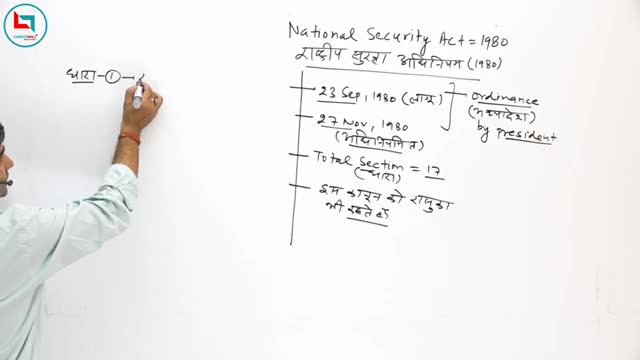 National Security Act = 1980
राष्ट्रीय सुरक्षा अधिनियम (1980)
धारा - 1 →
23 Sep, 1980 (लाया)
ordinance
(अध्यादेश)
by president
27 Nov, 1980
(अधिनियमित)
Total Section = 17
(धारा)
इस कानून को रासुका
भी कहते हैं